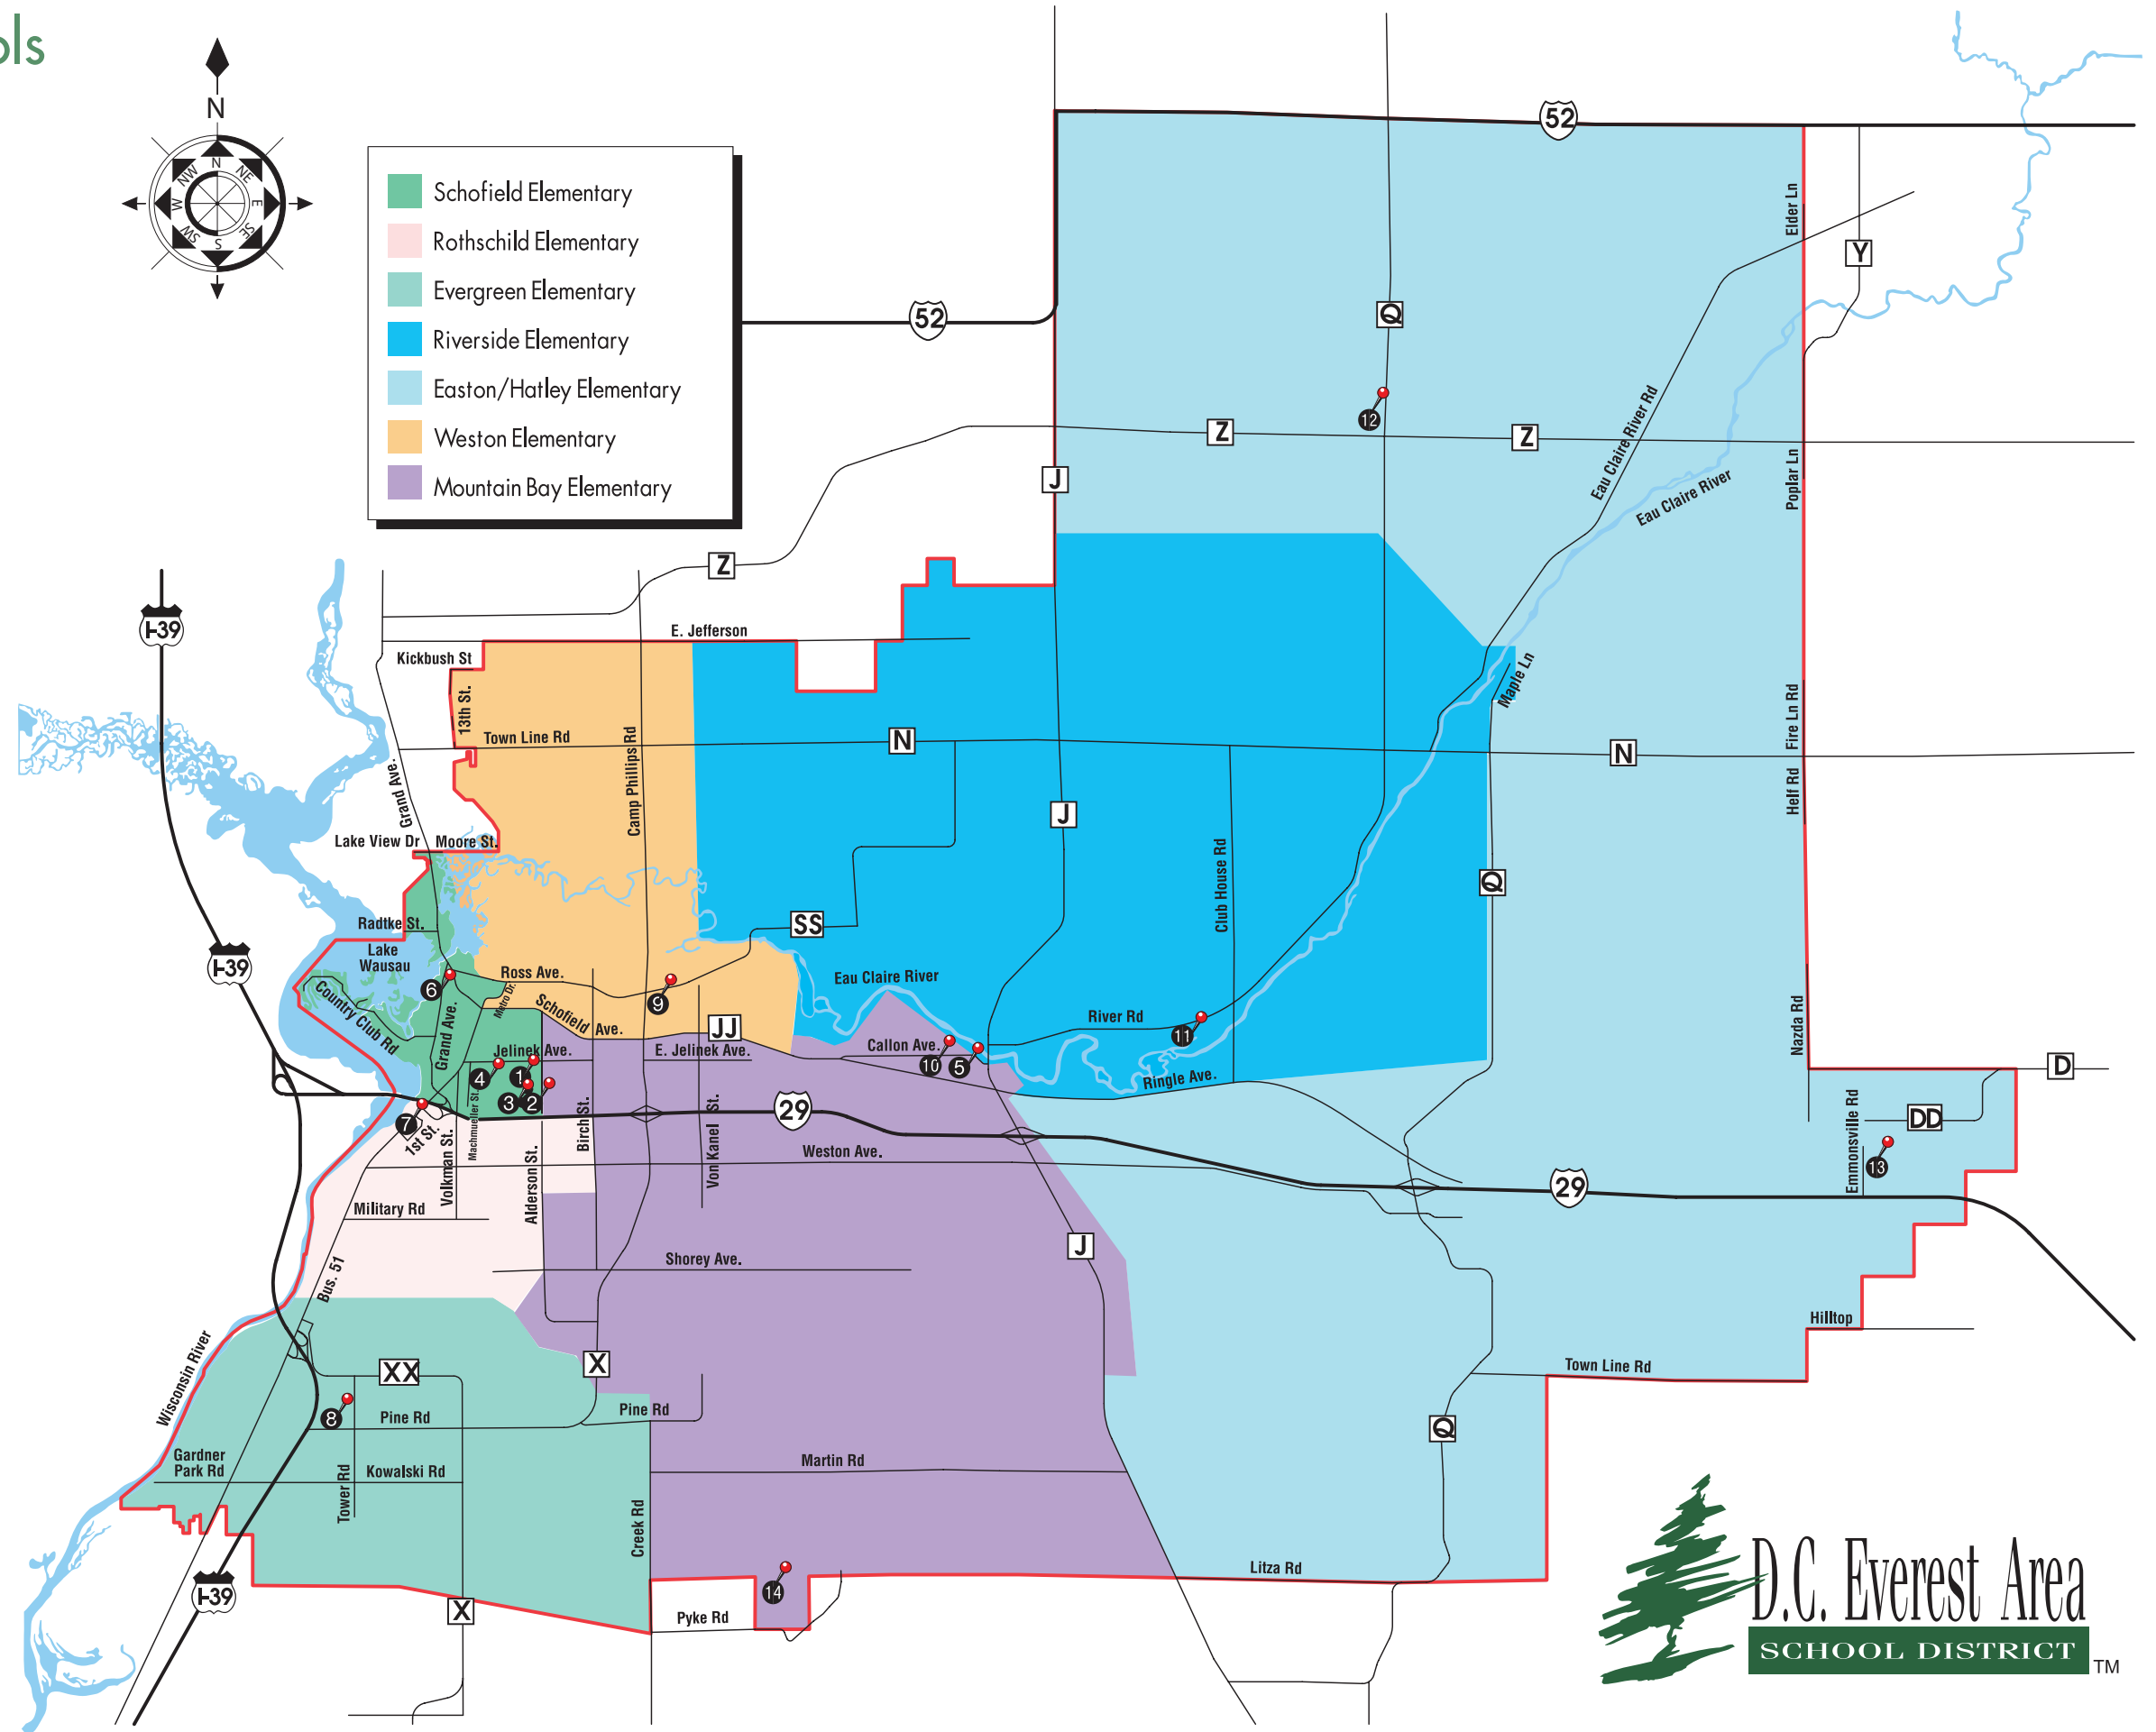 ols
N
N
NE
E
SE
S
SW
W
NW
Schofield Elementary
Rothschild Elementary
Evergreen Elementary
Riverside Elementary
Easton/Hatley Elementary
Weston Elementary
Mountain Bay Elementary
52
52
Elder Ln
Y
Q
12
Z
Z
Z
J
Eau Claire River Rd
Eau Claire River
Poplar Ln
I-39
E. Jefferson
Kickbush St
13th St.
Town Line Rd
N
N
Maple Ln
Fire Ln Rd
Helf Rd
Grand Ave.
Camp Phillips Rd
J
Lake View Dr
Moore St.
Club House Rd
Q
Radtke St.
SS
Lake
Wausau
I-39
Ross Ave.
Eau Claire River
6
9
Country Club Rd
Metro Dr.
Schofield Ave.
JJ
River Rd
11
Nazda Rd
Grand Ave.
Jelinek Ave.
E. Jelinek Ave.
Callon Ave.
10
5
Ringle Ave.
D
4
1
3
2
7
1st St.
Machmueller St.
Volkman St.
Alderson St.
Birch St.
Von Kanel St.
29
DD
Emmonsville Rd
13
Weston Ave.
29
Military Rd
Bus. 51
Shorey Ave.
J
Hilltop
Town Line Rd
Wisconsin River
XX
X
8
Pine Rd
Pine Rd
Q
Gardner
Park Rd
Kowalski Rd
Tower Rd
Martin Rd
Creek Rd
Litza Rd
I-39
X
14
Pyke Rd
D.C. Everest Area
SCHOOL DISTRICT
TM